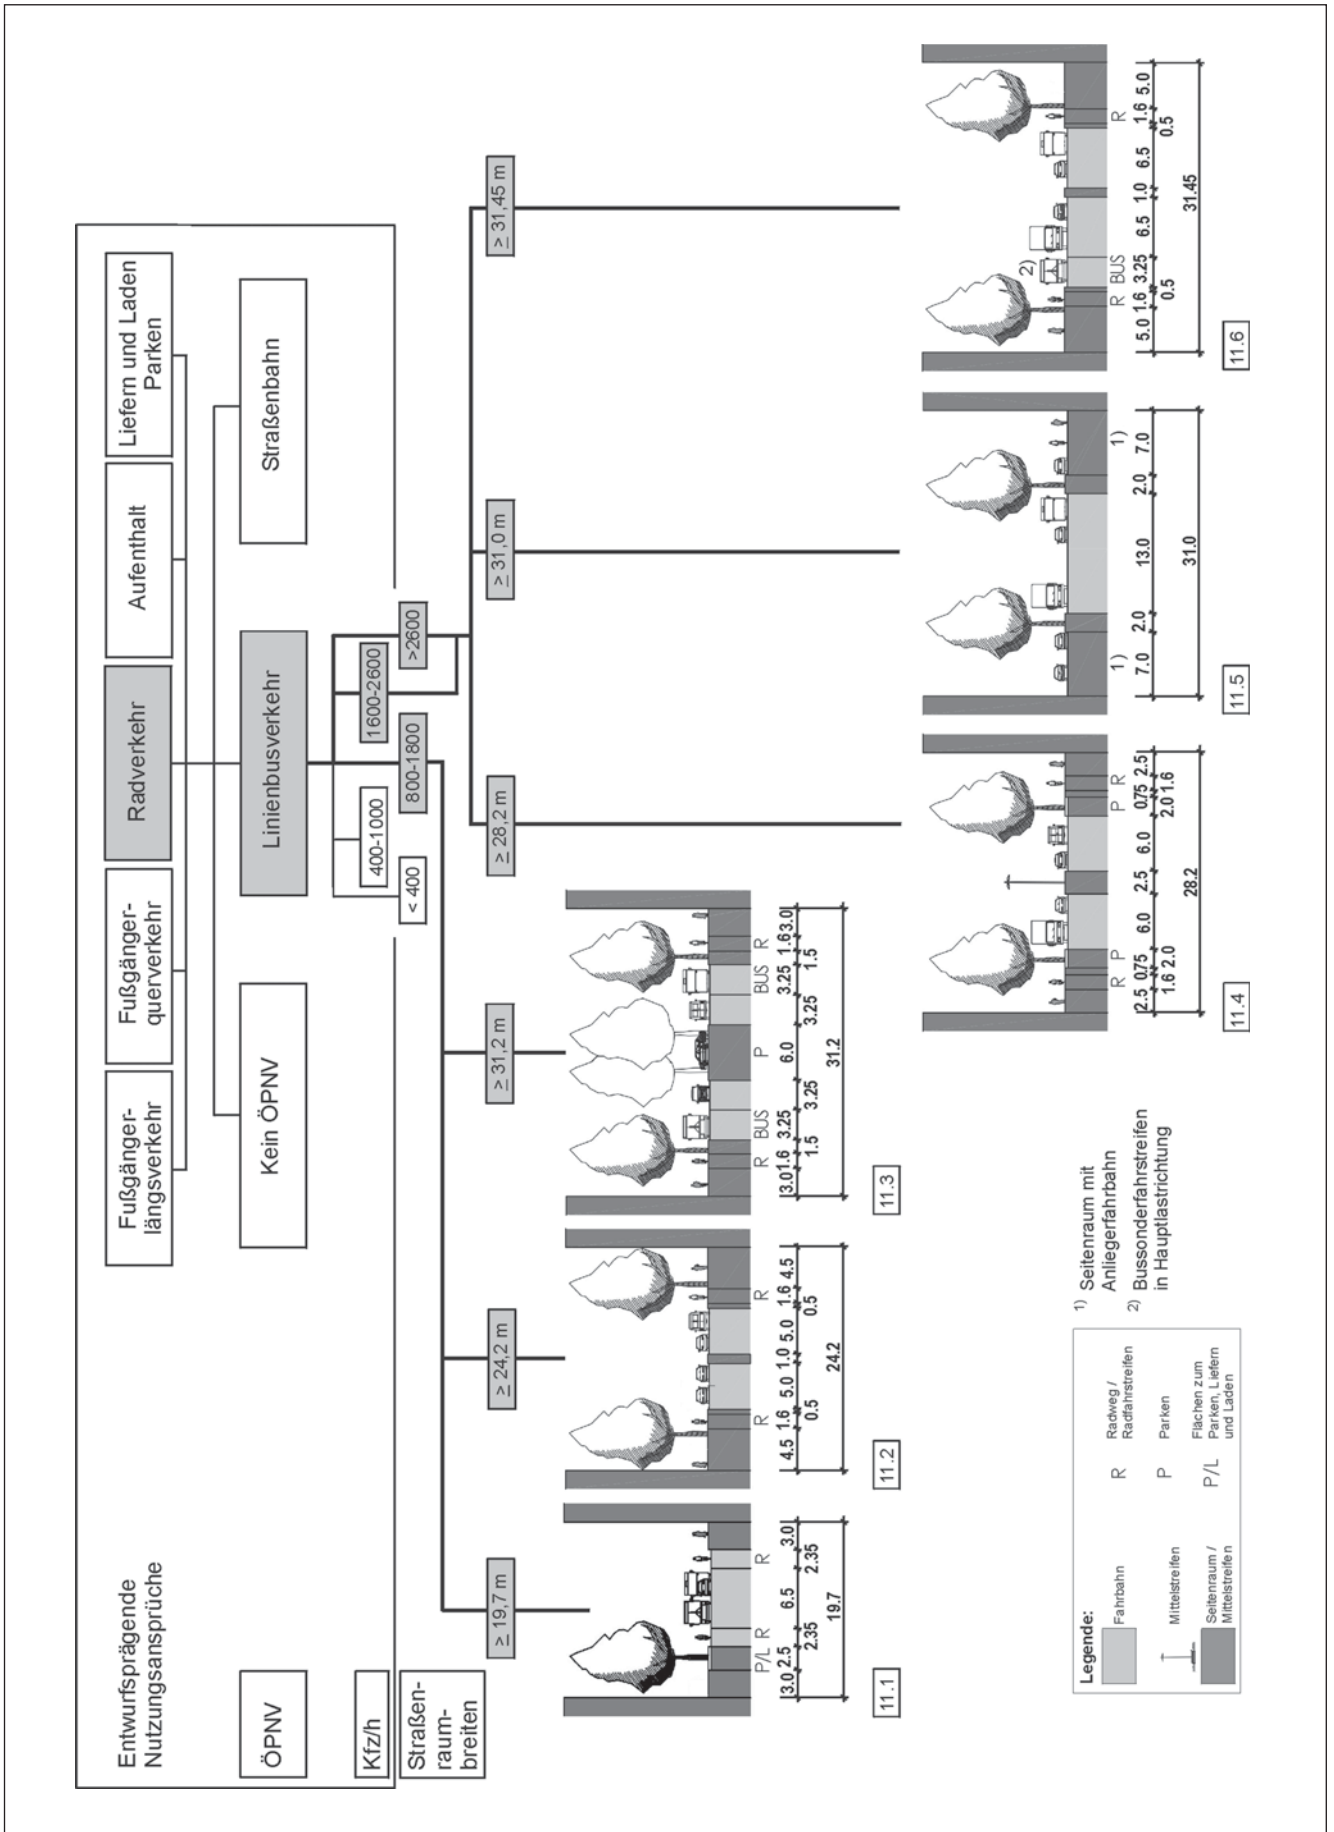 Entwurfsprägende
Nutzungsansprüche
Fußgänger-
längsverkehr
Fußgänger-
querverkehr
Radverkehr
Aufenthalt
Liefern und Laden
Parken
ÖPNV
Kein ÖPNV
Linienbusverkehr
Straßenbahn
Kfz/h
< 400
400-1000
800-1800
1600-2600
>2600
Straßen-
raum-
breiten
≥ 19,7 m
≥ 24,2 m
≥ 31,2 m
≥ 28,2 m
≥ 31,0 m
≥ 31,45 m
P/L R R
3.0 2.5 6.5 3.0
2.35 2.35
19.7
11.1
R R
4.5 1.6 5.0 1.0 5.0 1.6 4.5
0.5 0.5
24.2
11.2
R BUS P BUS R
3.0 1.6 3.25 6.0 3.25 1.6 3.0
1.5 3.25 3.25 1.5
31.2
11.3
R P P R
2.5 0.75 6.0 2.5 6.0 0.75 2.5
1.6 2.0 2.0 1.6
28.2
11.4
1) 1)
7.0 2.0 13.0 2.0 7.0
31.0
11.5
2)
R BUS R
5.0 1.6 3.25 6.5 1.0 6.5 1.6 5.0
0.5 0.5
31.45
11.6
Legende:
Fahrbahn
Mittelstreifen
Seitenraum /
Mittelstreifen
R Radweg /
Radfahrstreifen
P Parken
P/L Flächen zum
Parken, Liefern
und Laden
1) Seitenraum mit
Anliegerfahrbahn
2) Bussonderfahrstreifen
in Hauptlastrichtung